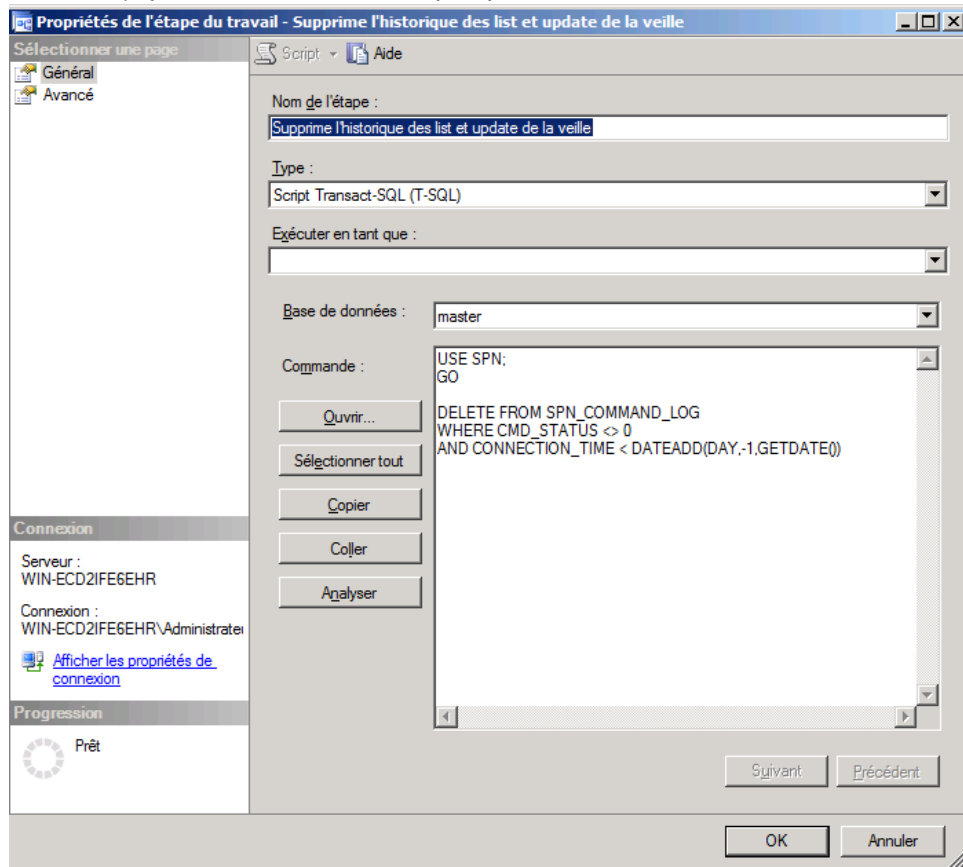 Propriétés de l'étape du travail - Supprime l'historique des list et update de la veille
Sélectionner une page
Général
Avancé
Script
Aide
Nom de l'étape :
Supprime l'historique des list et update de la veille
Type :
Script Transact-SQL (T-SQL)
Exécuter en tant que :
Base de données :
master
Commande :
USE SPN;
GO
DELETE FROM SPN_COMMAND_LOG
WHERE CMD_STATUS <> 0
AND CONNECTION_TIME < DATEADD(DAY,-1,GETDATE())
Ouvrir...
Sélectionner tout
Copier
Coller
Analyser
Connexion
Serveur :
WIN-ECD2IFE6EHR
Connexion :
WIN-ECD2IFE6EHR\Administrateu
Afficher les propriétés de
connexion
Progression
Prêt
Suivant
Précédent
OK
Annuler